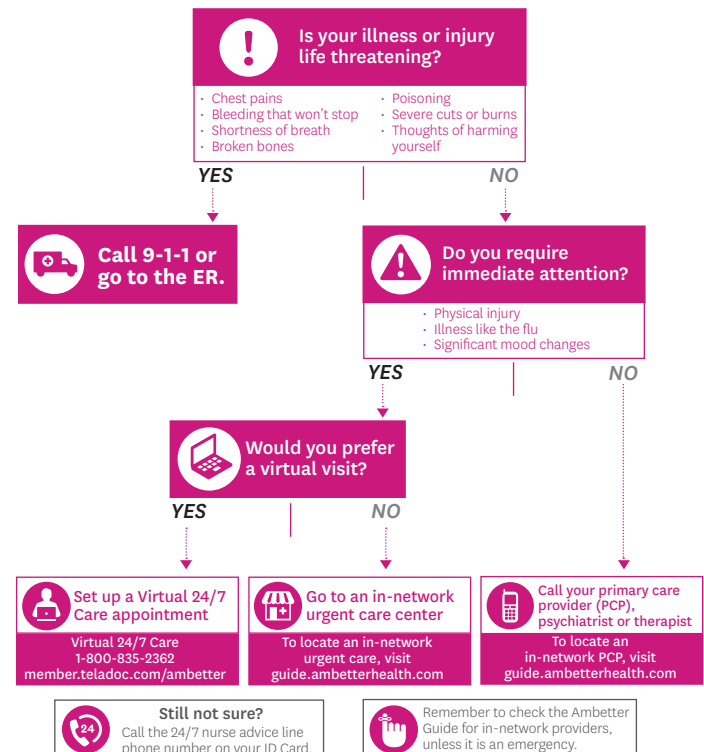 Is your illness or injury
life threatening?
· Chest pains
· Bleeding that won't stop
· Shortness of breath
· Broken bones
· Poisoning
· Severe cuts or burns
· Thoughts of harming
yourself
YES
NO
Call 9-1-1 or
go to the ER.
Do you require
immediate attention?
· Physical injury
· Illness like the flu
· Significant mood changes
YES
NO
Would you prefer
a virtual visit?
YES
NO
Set up a Virtual 24/7
Care appointment
Virtual 24/7 Care
1-800-835-2362
member.teladoc.com/ambetter
Go to an in-network
urgent care center
To locate an in-network
urgent care, visit
guide.ambetterhealth.com
Call your primary care
provider (PCP),
psychiatrist or therapist
To locate an
in-network PCP, visit
guide.ambetterhealth.com
24
Still not sure?
Call the 24/7 nurse advice line
phone number on your ID Card.
Remember to check the Ambetter
Guide for in-network providers,
unless it is an emergency.